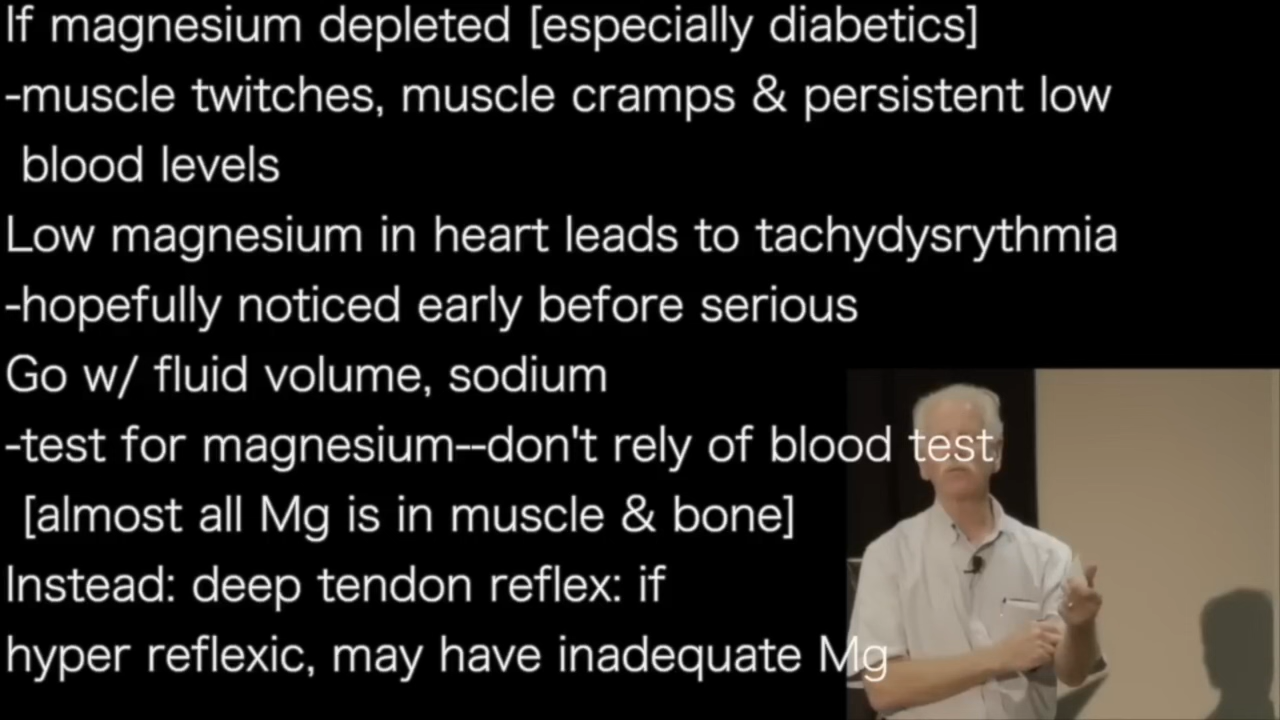 If magnesium depleted [especially diabetics]
-muscle twitches, muscle cramps & persistent low
blood levels
Low magnesium in heart leads to tachydysrythmia
-hopefully noticed early before serious
Go w/ fluid volume, sodium
-test for magnesium--don't rely of blood test
[almost all Mg is in muscle & bone]
Instead: deep tendon reflex: if
hyper reflexic, may have inadequate Mg